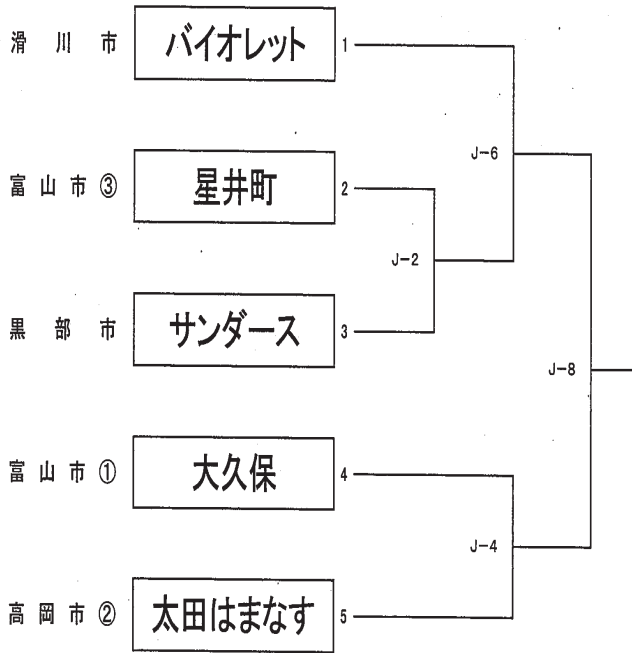 滑川市 バイオレット 1
J-6
富山市③ 星井町 2
J-2
黒部市 サンダース 3
J-8
富山市① 大久保 4
J-4
高岡市② 太田はまなす 5